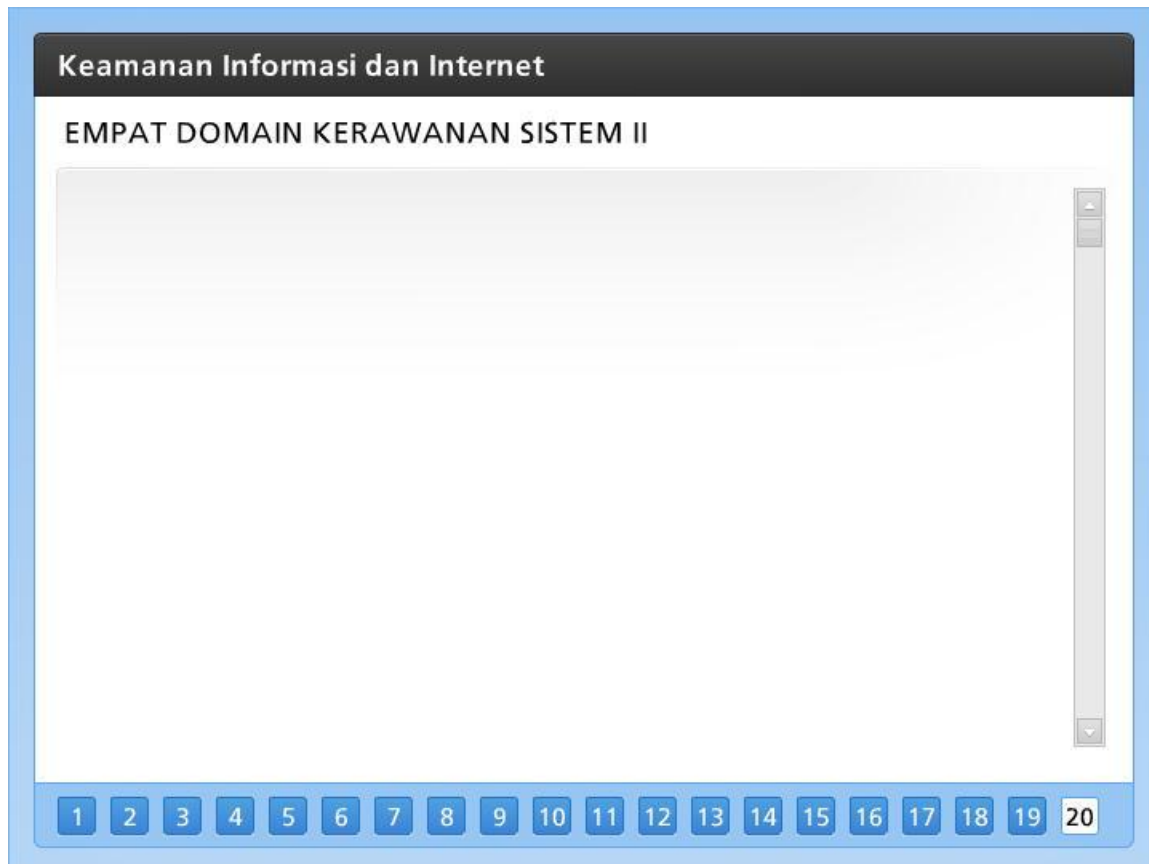 Keamanan Informasi dan Internet
EMPAT DOMAIN KERAWANAN SISTEM II
1 2 3 4 5 6 7 8 9 10 11 12 13 14 15 16 17 18 19 20